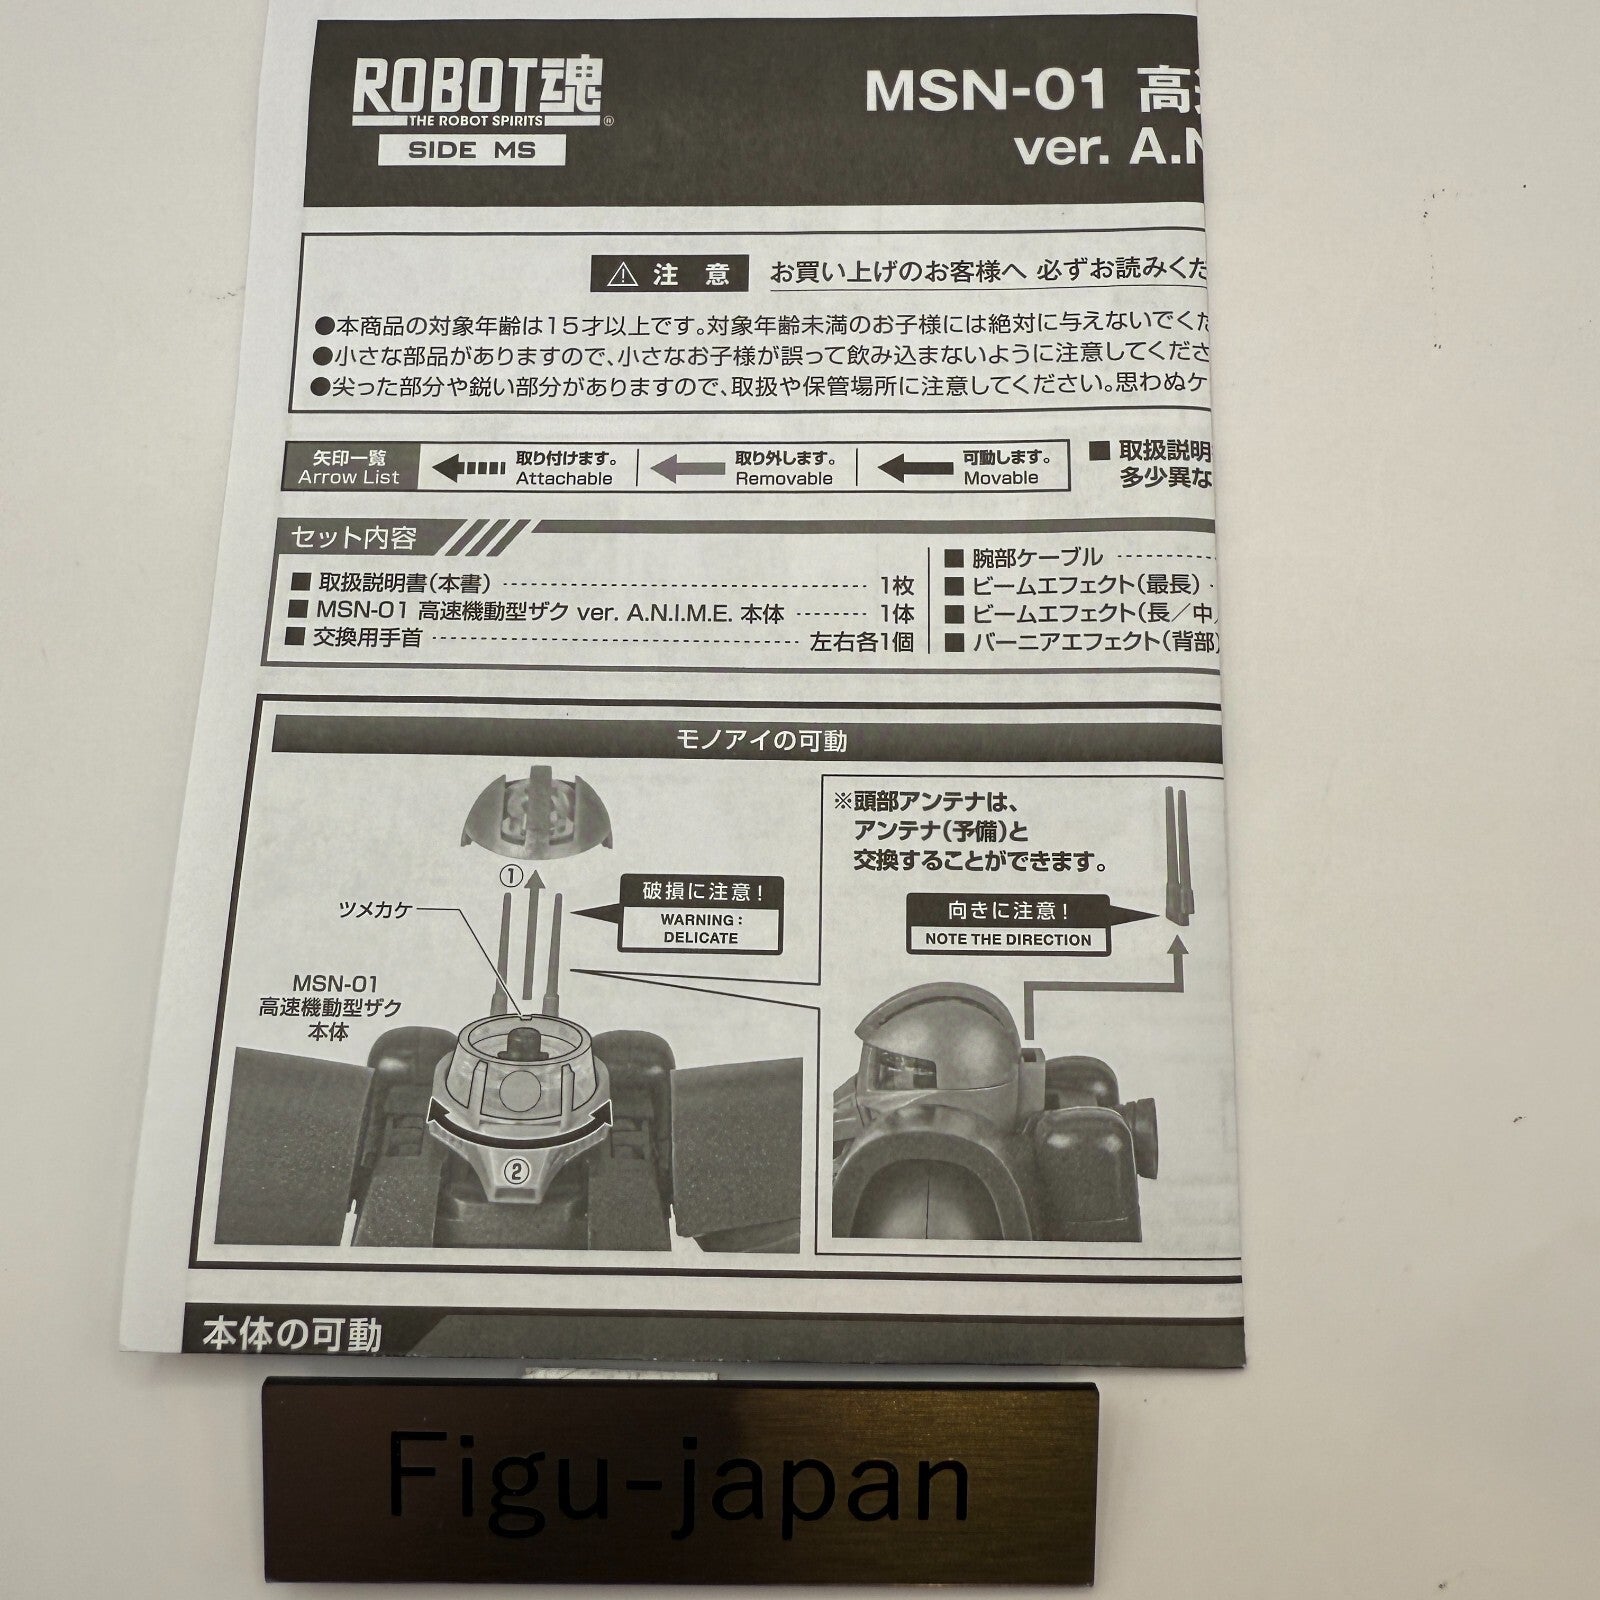 ROBOT魂
THE ROBOT SPIRITS ®
SIDE MS
MSN-01 高
ver. A.
注 意 お買い上げのお客様へ 必ずお読みくだ
●本商品の対象年齢は15才以上です。対象年齢未満のお子様には絶対に与えないでくだ
●小さな部品がありますので、小さなお子様が誤って飲み込まないように注意してくださ
●尖った部分や鋭い部分がありますので、取扱や保管場所に注意してください。思わぬケ
矢印一覧
Arrow List
取り付けます。
Attachable
取り外します。
Removable
可動します。
Movable
■ 取扱説明
多少異な
セット内容
■ 取扱説明書(本書) 1枚
■ MSN-01 高速機動型ザク ver. A.N.I.M.E. 本体 1体
■ 交換用手首 左右各1個
■ 腕部ケーブル
■ ビームエフェクト(最長)
■ ビームエフェクト(長／中
■ バーニアエフェクト(背部)
モノアイの可動
①
ツメカケ
破損に注意！
WARNING :
DELICATE
MSN-01
高速機動型ザク
本体
②
※頭部アンテナは、
アンテナ(予備)と
交換することができます。
向きに注意！
NOTE THE DIRECTION
本体の可動
Figu-japan